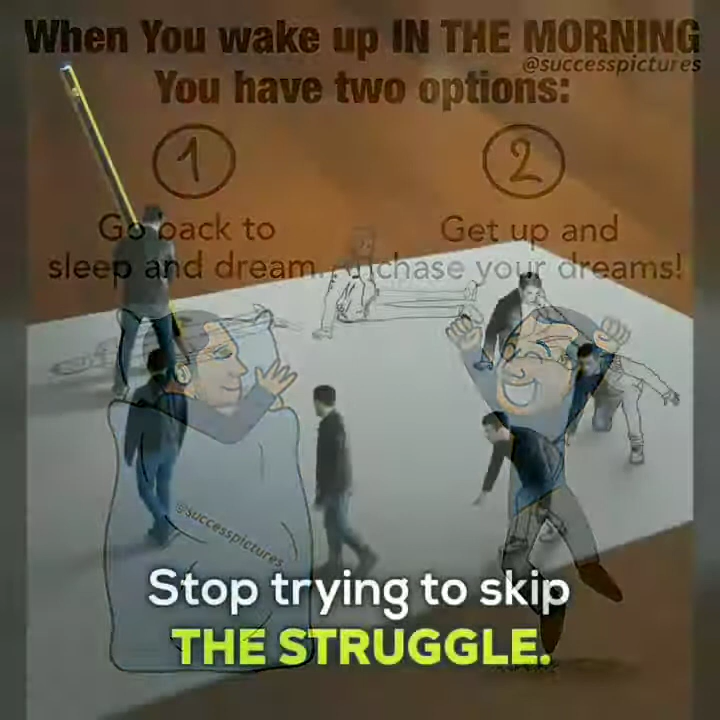 When You wake up IN THE MORNING
@successpictures
You have two options:
1
2
Go back to
sleep and dream.
Get up and
chase your dreams!
@successpictures
Stop trying to skip
THE STRUGGLE.